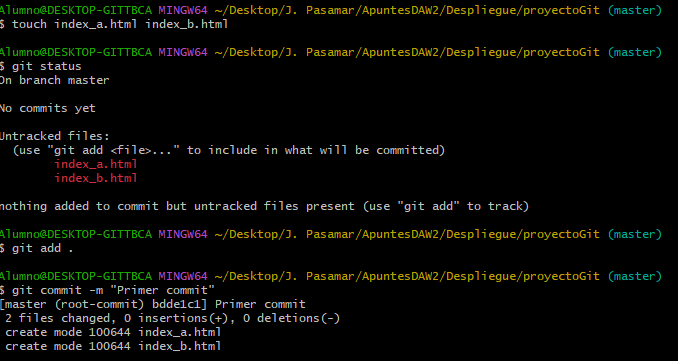 Alumno@DESKTOP-GITTBCA MINGW64 ~/Desktop/J. Pasamar/ApuntesDAW2/Despliegue/proyectoGit (master)
$ touch index_a.html index_b.html
Alumno@DESKTOP-GITTBCA MINGW64 ~/Desktop/J. Pasamar/ApuntesDAW2/Despliegue/proyectoGit (master)
$ git status
On branch master
No commits yet
Untracked files:
(use "git add <file>..." to include in what will be committed)
index_a.html
index_b.html
nothing added to commit but untracked files present (use "git add" to track)
Alumno@DESKTOP-GITTBCA MINGW64 ~/Desktop/J. Pasamar/ApuntesDAW2/Despliegue/proyectoGit (master)
$ git add .
Alumno@DESKTOP-GITTBCA MINGW64 ~/Desktop/J. Pasamar/ApuntesDAW2/Despliegue/proyectoGit (master)
$ git commit -m "Primer commit"
[master (root-commit) bdde1c1] Primer commit
2 files changed, 0 insertions(+), 0 deletions(-)
create mode 100644 index_a.html
create mode 100644 index_b.html